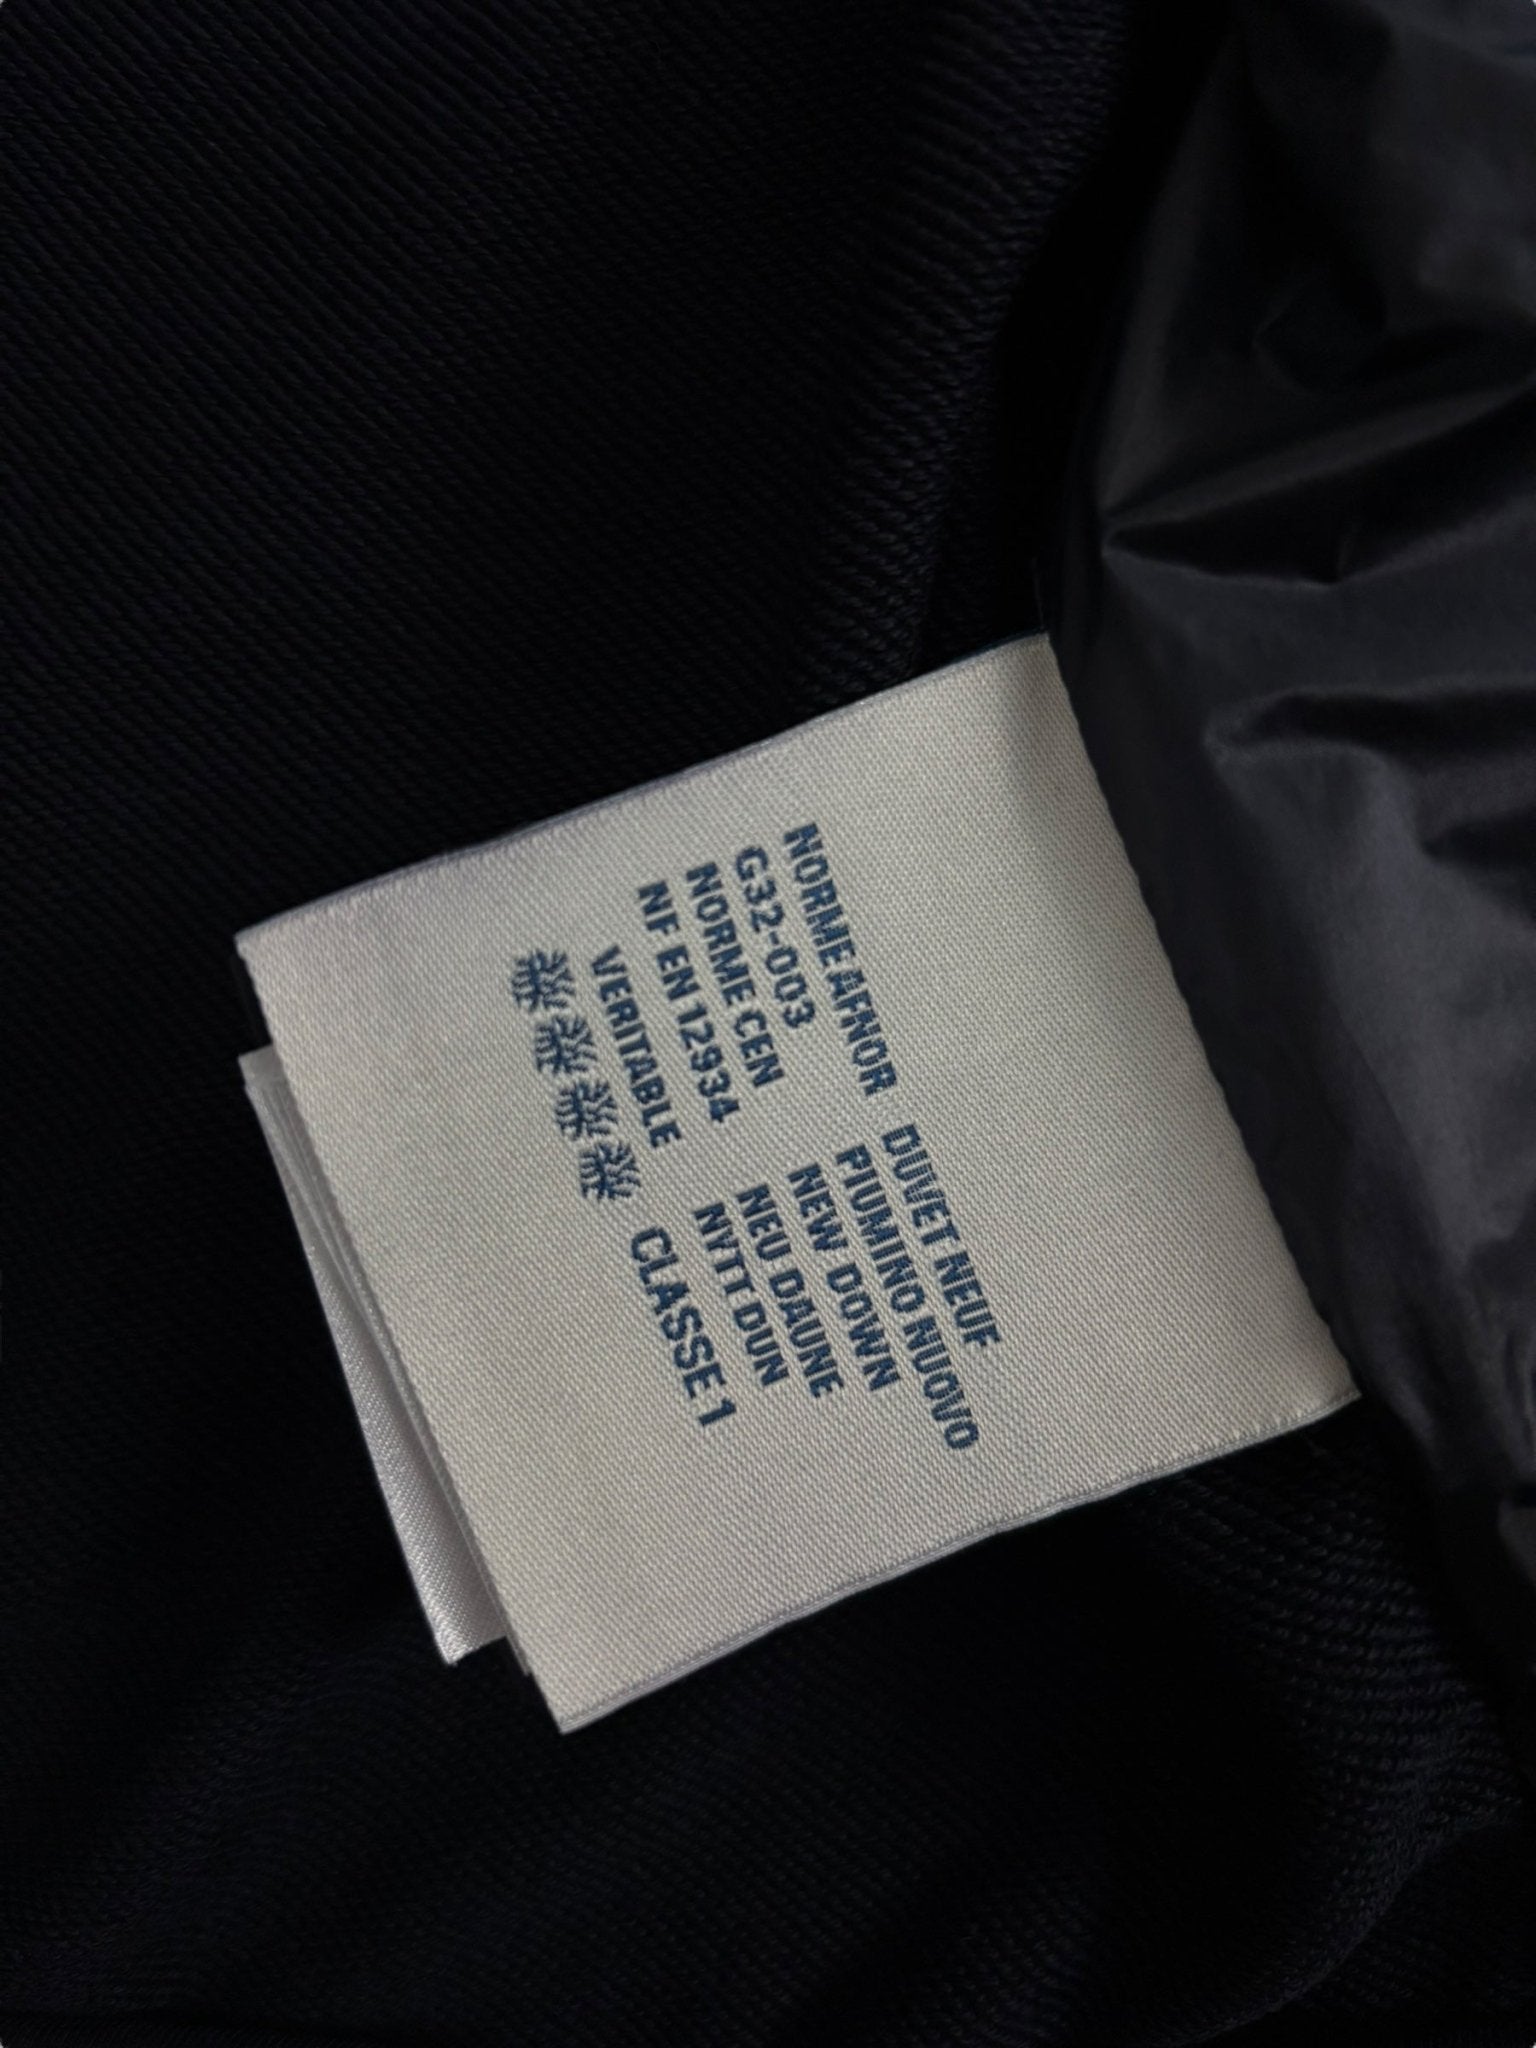 NORME AFNOR
G32-003
NORME CEN
NF EN 12934
VERITABLE
DUVET NEUF
PIUMINO NUOVO
NEW DOWN
NEU DAUNE
NYTT DUN
CLASSE 1